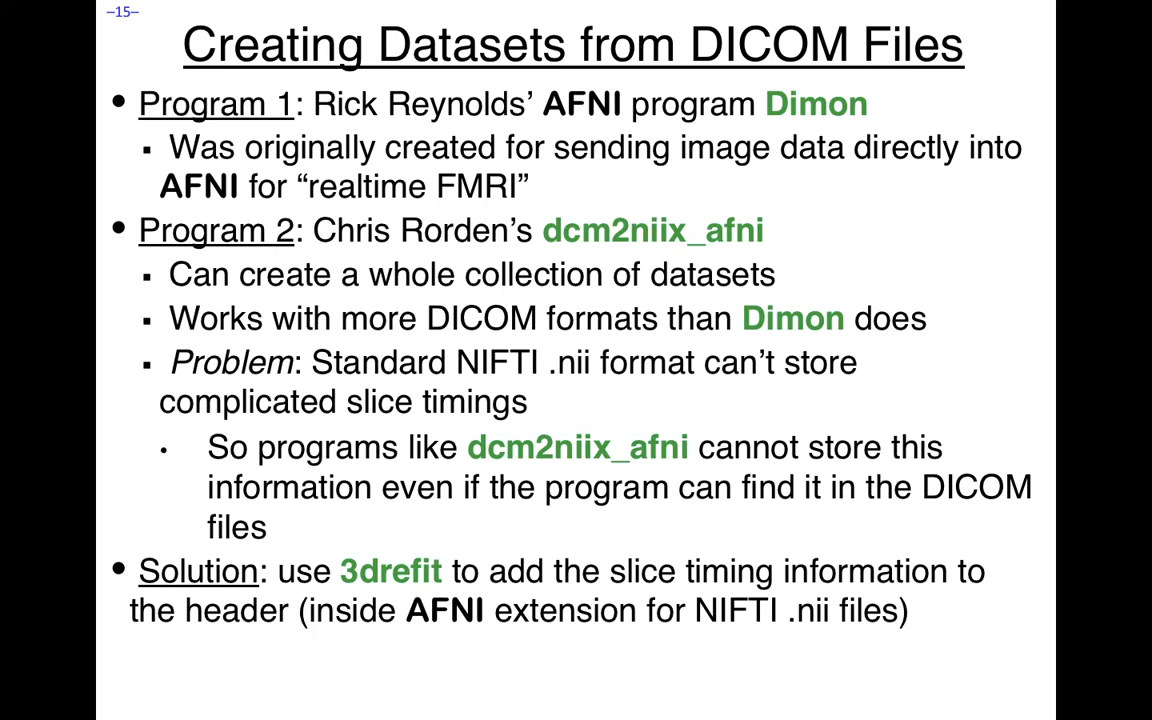 –15–
Creating Datasets from DICOM Files
• Program 1: Rick Reynolds’ AFNI program Dimon
▪ Was originally created for sending image data directly into
AFNI for “realtime FMRI”
• Program 2: Chris Rorden’s dcm2niix_afni
▪ Can create a whole collection of datasets
▪ Works with more DICOM formats than Dimon does
▪ Problem: Standard NIFTI .nii format can’t store
complicated slice timings
• So programs like dcm2niix_afni cannot store this
information even if the program can find it in the DICOM
files
• Solution: use 3drefit to add the slice timing information to
the header (inside AFNI extension for NIFTI .nii files)